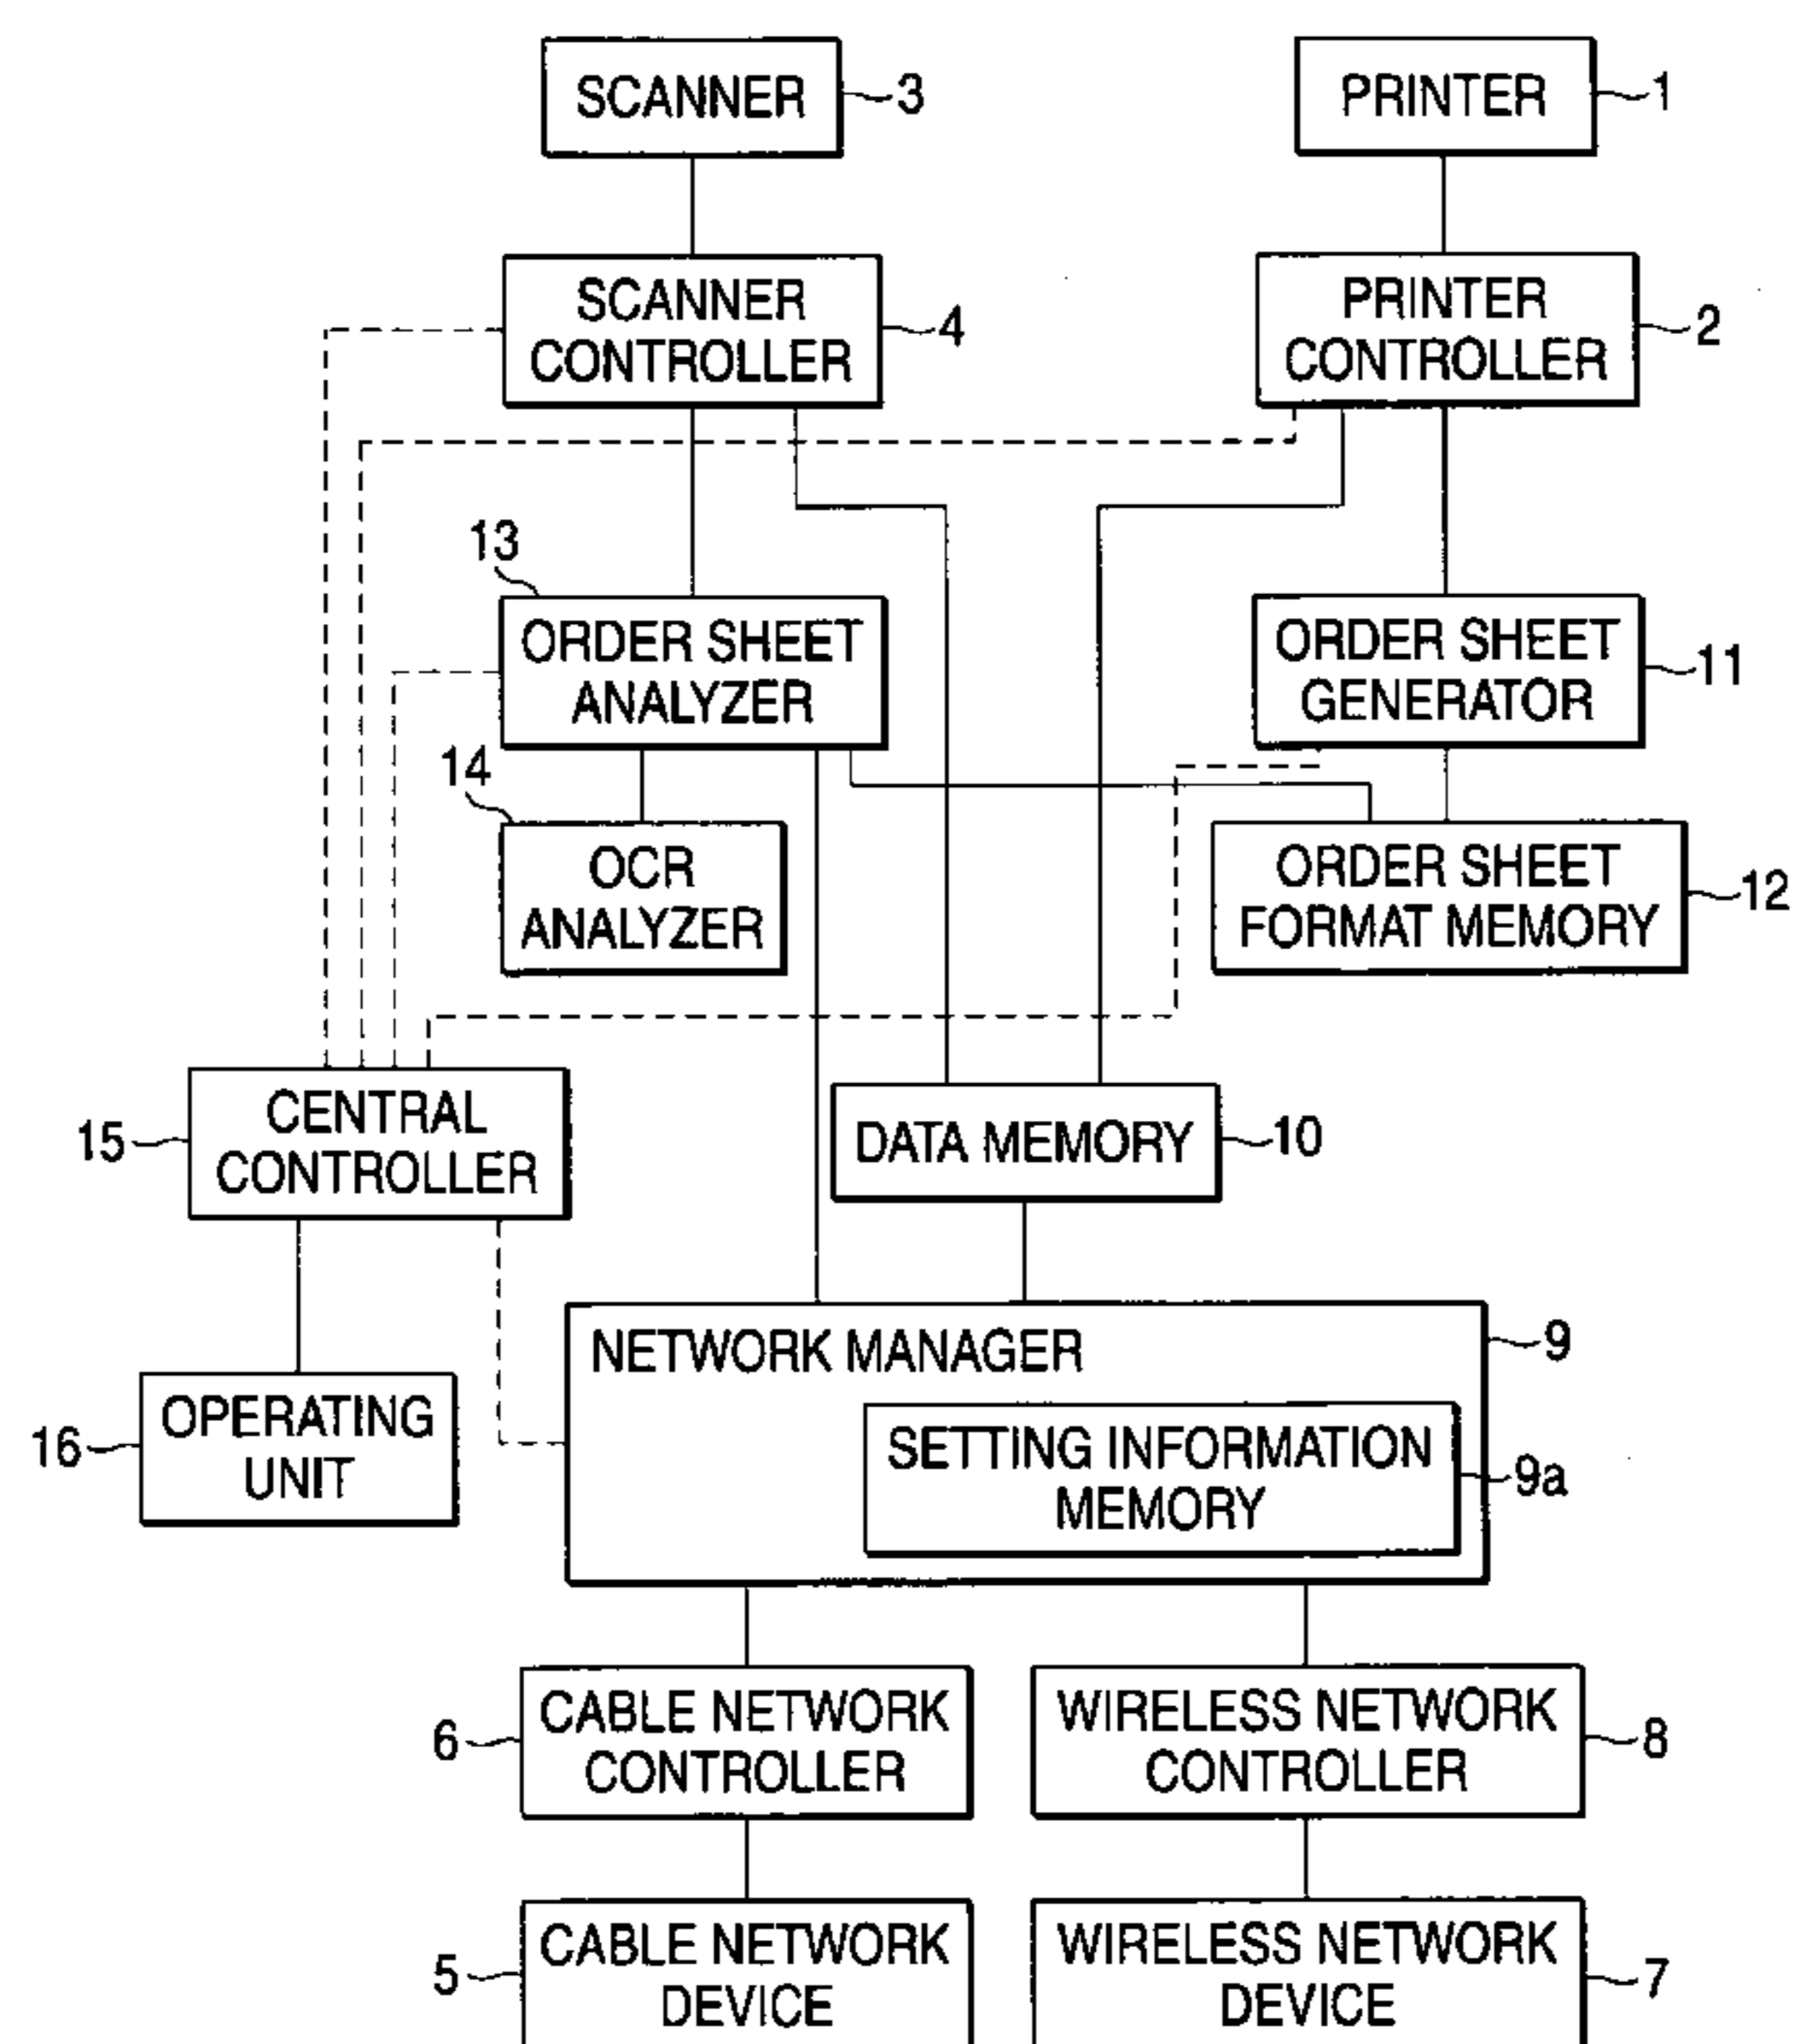 SCANNER
3
PRINTER
1
SCANNER
CONTROLLER
4
PRINTER
CONTROLLER
2
13
ORDER SHEET
ANALYZER
ORDER SHEET
GENERATOR
11
14
OCR
ANALYZER
ORDER SHEET
FORMAT MEMORY
12
15
CENTRAL
CONTROLLER
DATA MEMORY
10
NETWORK MANAGER
9
16
OPERATING
UNIT
SETTING INFORMATION
MEMORY
9a
6
CABLE NETWORK
CONTROLLER
WIRELESS NETWORK
CONTROLLER
8
5
CABLE NETWORK
DEVICE
WIRELESS NETWORK
DEVICE
7